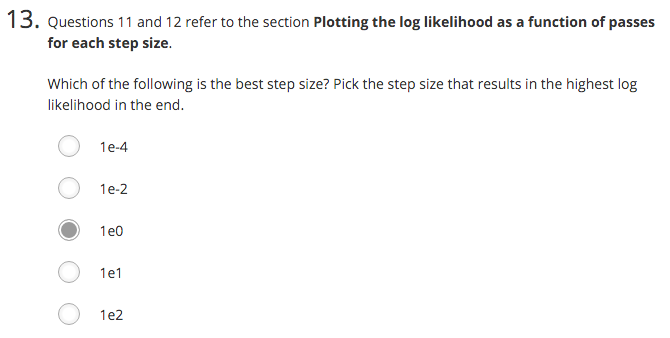 13. Questions 11 and 12 refer to the section Plotting the log likelihood as a function of passes
for each step size.
Which of the following is the best step size? Pick the step size that results in the highest log
likelihood in the end.
1e-4
1e-2
1e0
1e1
1e2